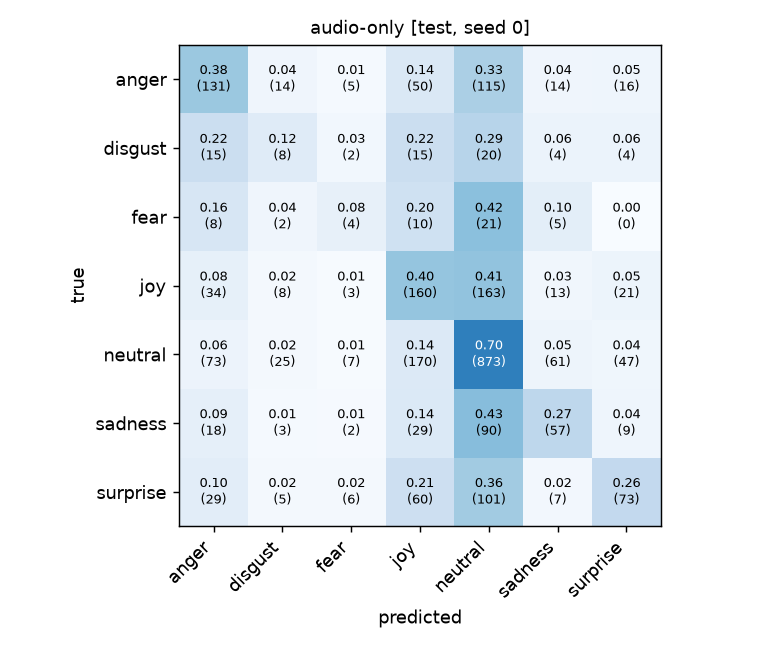 audio-only [test, seed 0]
anger
0.38 0.04 0.01 0.14 0.33 0.04 0.05
(131) (14) (5) (50) (115) (14) (16)
disgust
0.22 0.12 0.03 0.22 0.29 0.06 0.06
(15) (8) (2) (15) (20) (4) (4)
fear
0.16 0.04 0.08 0.20 0.42 0.10 0.00
(8) (2) (4) (10) (21) (5) (0)
true
joy
0.08 0.02 0.01 0.40 0.41 0.03 0.05
(34) (8) (3) (160) (163) (13) (21)
neutral
0.06 0.02 0.01 0.14 0.70 0.05 0.04
(73) (25) (7) (170) (873) (61) (47)
sadness
0.09 0.01 0.01 0.14 0.43 0.27 0.04
(18) (3) (2) (29) (90) (57) (9)
surprise
0.10 0.02 0.02 0.21 0.36 0.02 0.26
(29) (5) (6) (60) (101) (7) (73)
anger disgust fear joy neutral sadness surprise
predicted